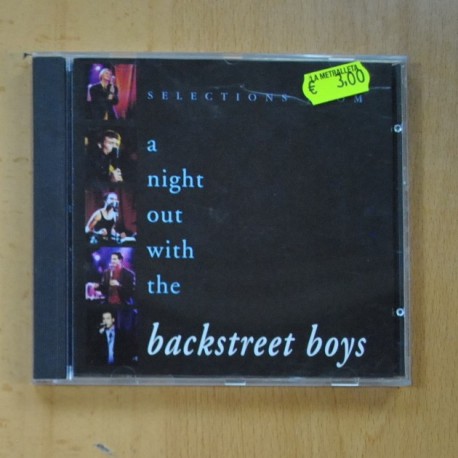 SELECTIONS
LA METRALLETA
€ 3,00
a
night
out
with
the
backstreet boys